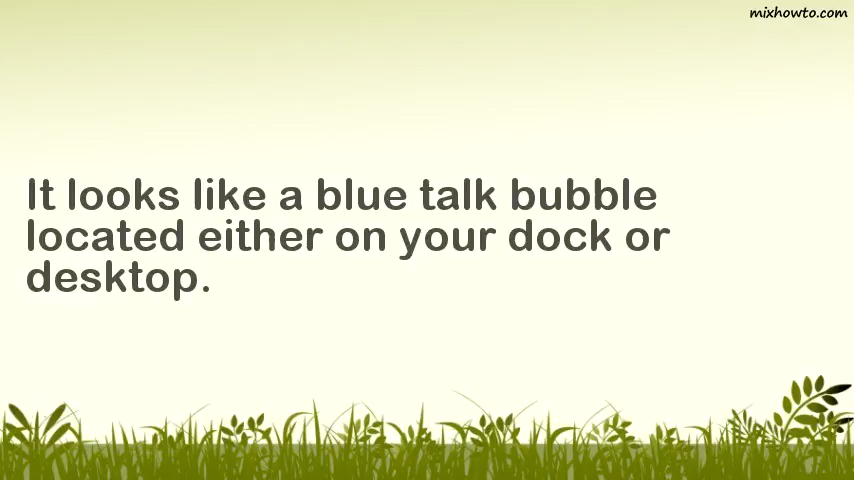 mixhowto.com
It looks like a blue talk bubble
located either on your dock or
desktop.